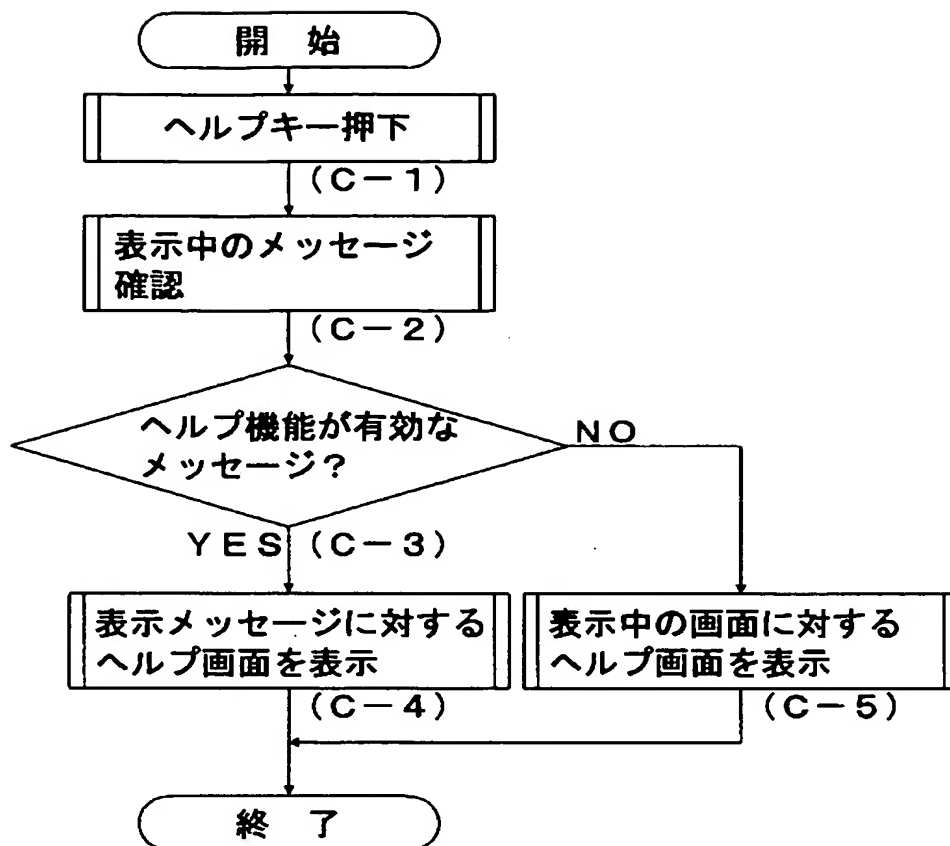 開 始
ヘルプキー押下
(C-1)
表示中のメッセージ
確認
(C-2)
ヘルプ機能が有効な
メッセージ?
NO
YES
(C-3)
表示メッセージに対する
ヘルプ画面を表示
(C-4)
表示中の画面に対する
ヘルプ画面を表示
(C-5)
終 了